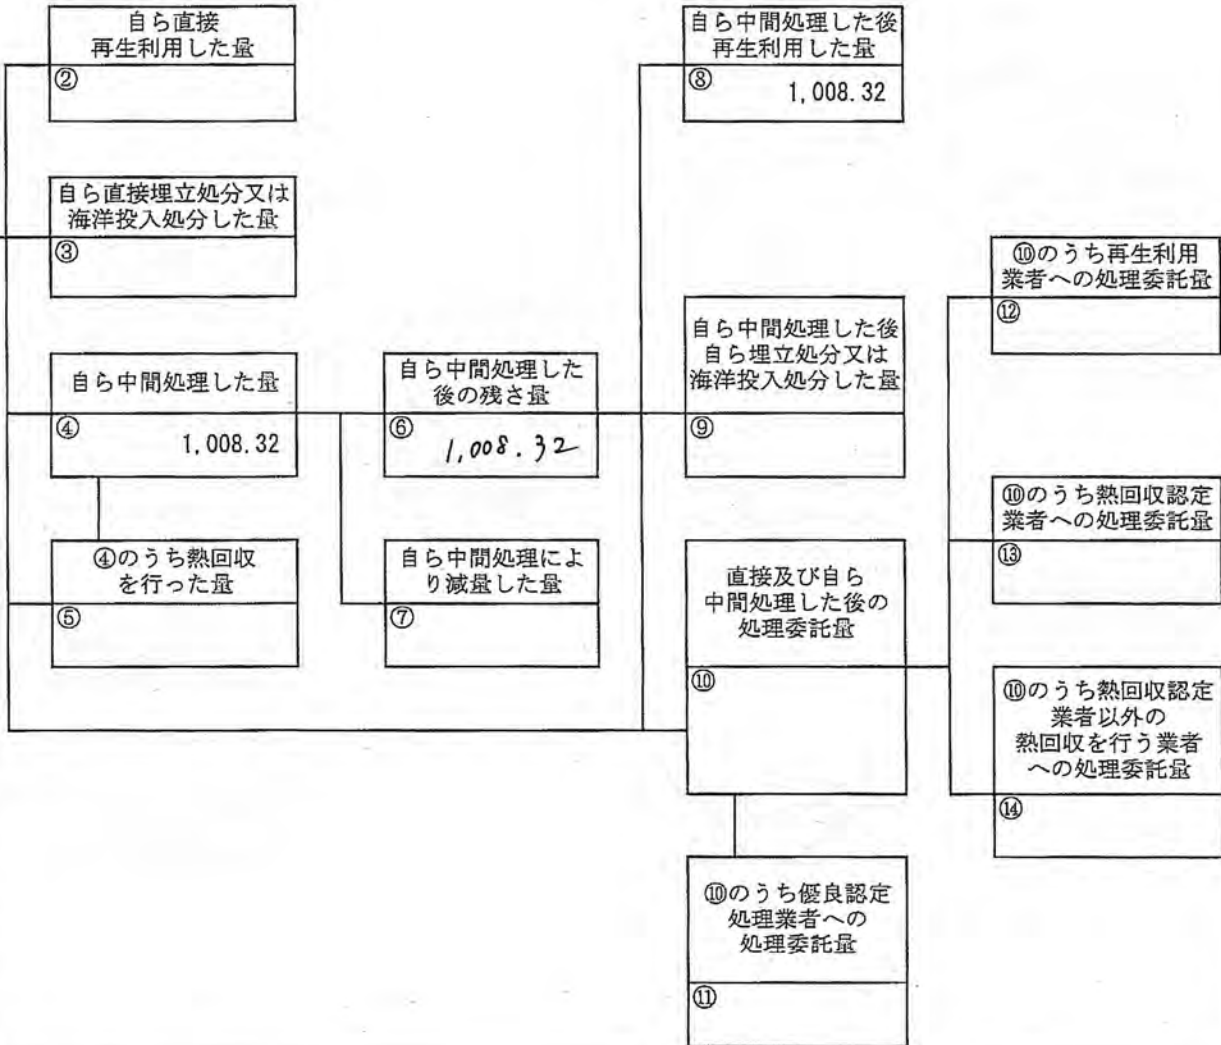 自ら直接
再生利用した量
②
自ら中間処理した後
再生利用した量
⑧
1,008.32
自ら直接埋立処分又は
海洋投入処分した量
③
⑩のうち再生利用
業者への処理委託量
⑫
自ら中間処理した後
自ら埋立処分又は
海洋投入処分した量
⑨
自ら中間処理した量
④
1,008.32
自ら中間処理した
後の残さ量
⑥
1,008.32
⑩のうち熱回収認定
業者への処理委託量
⑬
④のうち熱回収
を行った量
⑤
自ら中間処理によ
り減量した量
⑦
直接及び自ら
中間処理した後の
処理委託量
⑩
⑩のうち熱回収認定
業者以外の
熱回収を行う業者
への処理委託量
⑭
⑩のうち優良認定
処理業者への
処理委託量
⑪